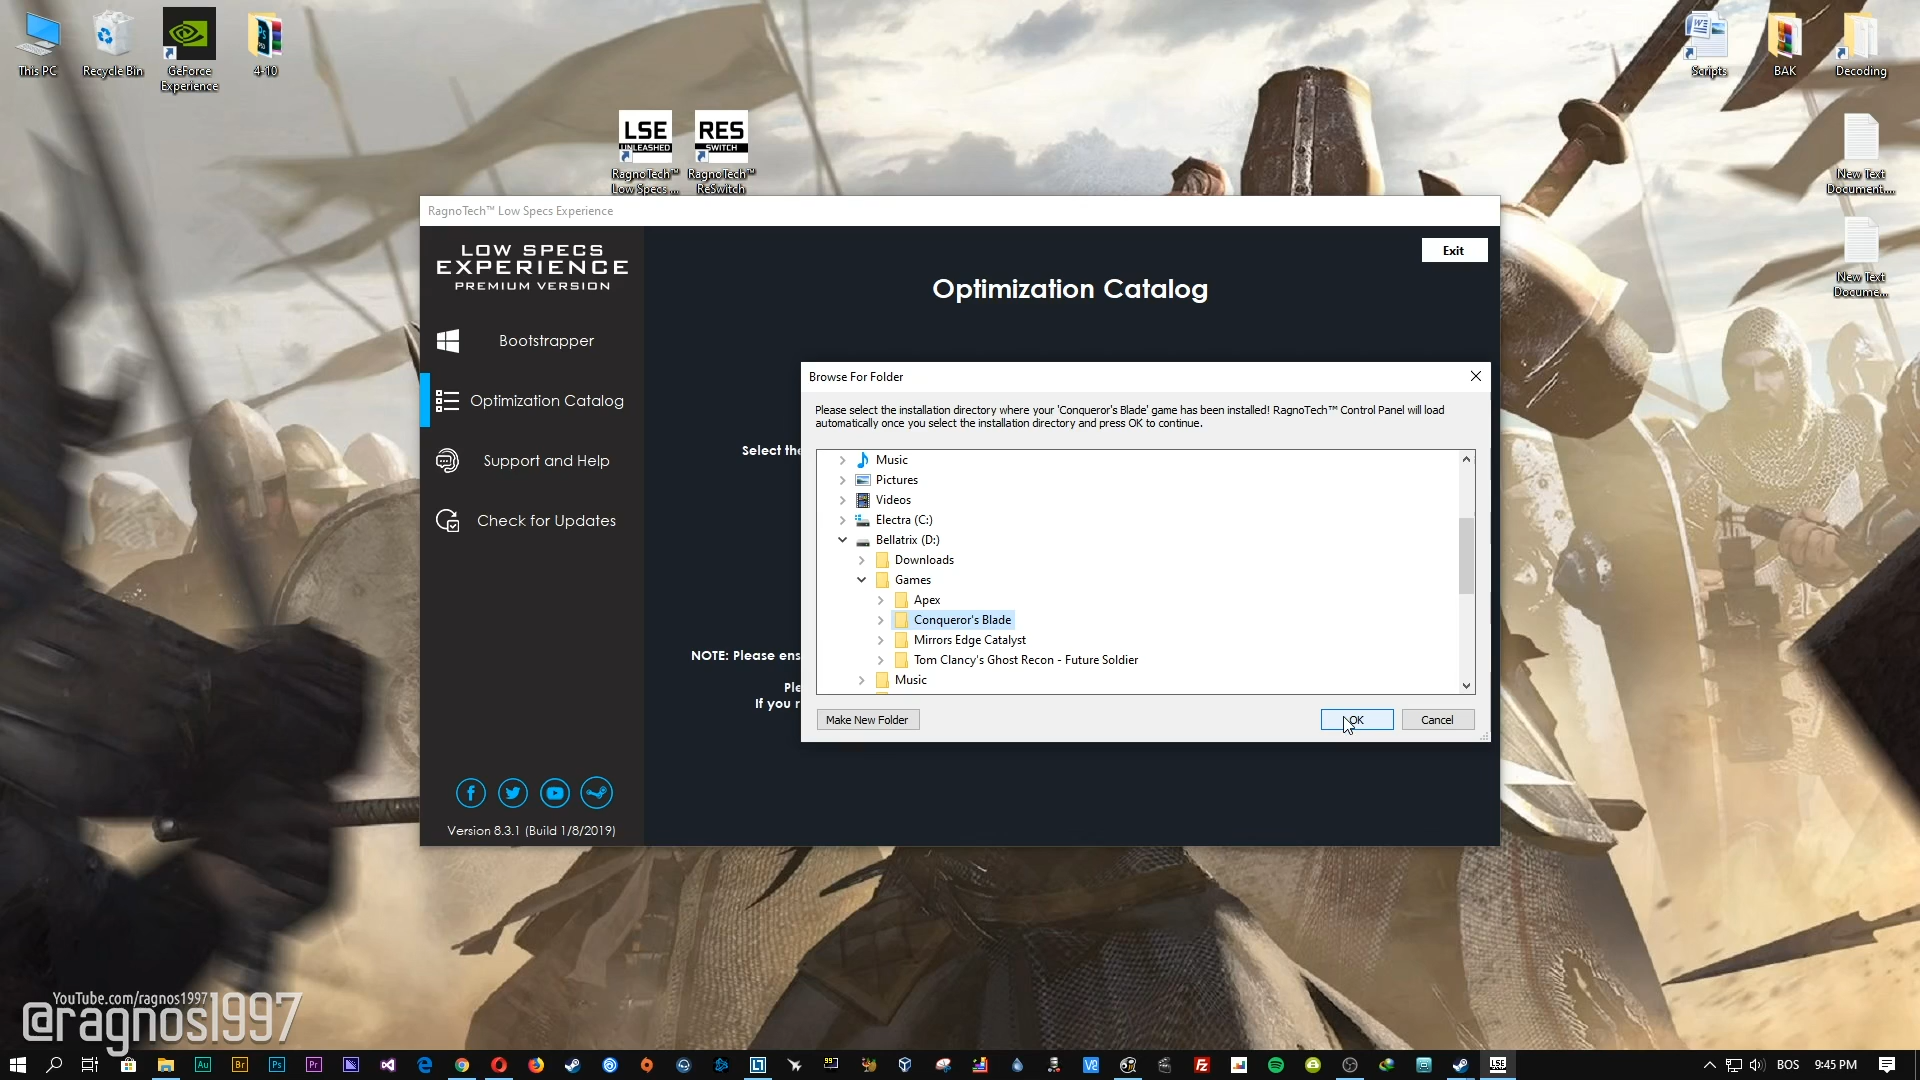 This PC
Recycle Bin
GeForce
Experience
4-10
Scripts
BAK
Decoding
New Text
Document....
New Text
Docume...
LSE
UNLEASHED
RES
SWITCH
RagnoTech™
Low Specs ...
RagnoTech™
ReSwitch
RagnoTech™ Low Specs Experience
LOW SPECS
EXPERIENCE
PREMIUM VERSION
Bootstrapper
Optimization Catalog
Support and Help
Check for Updates
Version 8.3.1 (Build 1/8/2019)
Exit
Optimization Catalog
Select the
NOTE: Please ens
Ple
If you r
Browse For Folder
Please select the installation directory where your 'Conqueror's Blade' game has been installed! RagnoTech™ Control Panel will load
automatically once you select the installation directory and press OK to continue.
Music
Pictures
Videos
Electra (C:)
Bellatrix (D:)
Downloads
Games
Apex
Conqueror's Blade
Mirrors Edge Catalyst
Tom Clancy's Ghost Recon - Future Soldier
Music
Make New Folder
OK
Cancel
YouTube.com/ragnos1997
@ragnos1997
Au
Br
Ps
Pr
LSE
BOS
9:45 PM